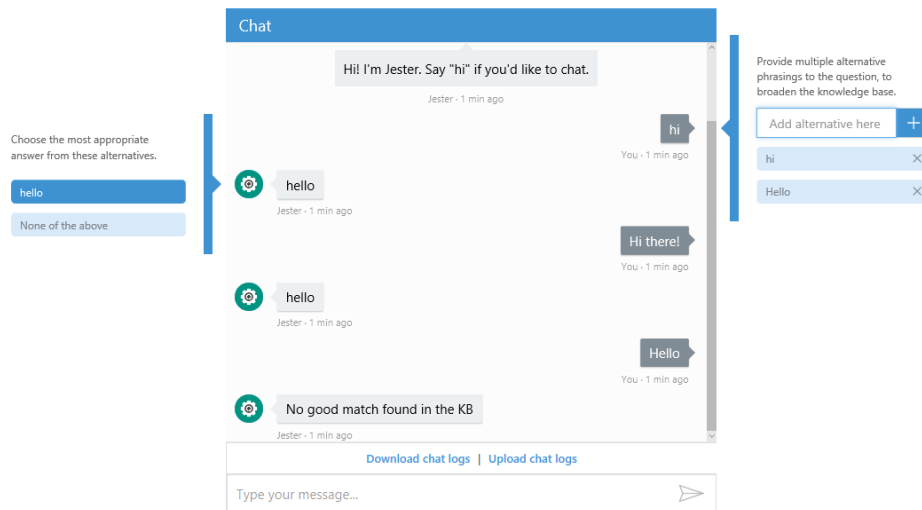 Chat
Hi! I'm Jester. Say "hi" if you'd like to chat.
Jester - 1 min ago
hi
You - 1 min ago
hello
Jester - 1 min ago
Hi there!
You - 1 min ago
hello
Jester - 1 min ago
Hello
You - 1 min ago
No good match found in the KB
Jester - 1 min ago
Download chat logs | Upload chat logs
Type your message...
Choose the most appropriate
answer from these alternatives.
hello
None of the above
Provide multiple alternative
phrasings to the question, to
broaden the knowledge base.
Add alternative here
hi
Hello